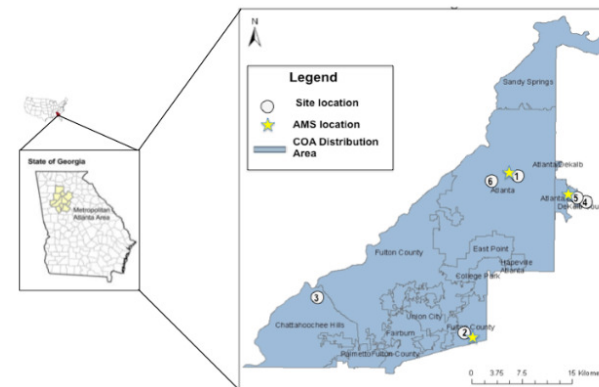 N
Legend
Site location
AMS location
COA Distribution
Area
State of Georgia
Metropolitan
Atlanta Area
Sandy Springs
Atlanta
DeKalb
6
1
Atlanta
Atlanta
5
4
DeKalb
East Point
Fulton County
Hapeville
Atlanta
College Park
3
Union City
Chattahoochee Hills
2
Fulton County
Fairburn
Palmetto
Fulton County
0 3.75 7.5 15 Kilome